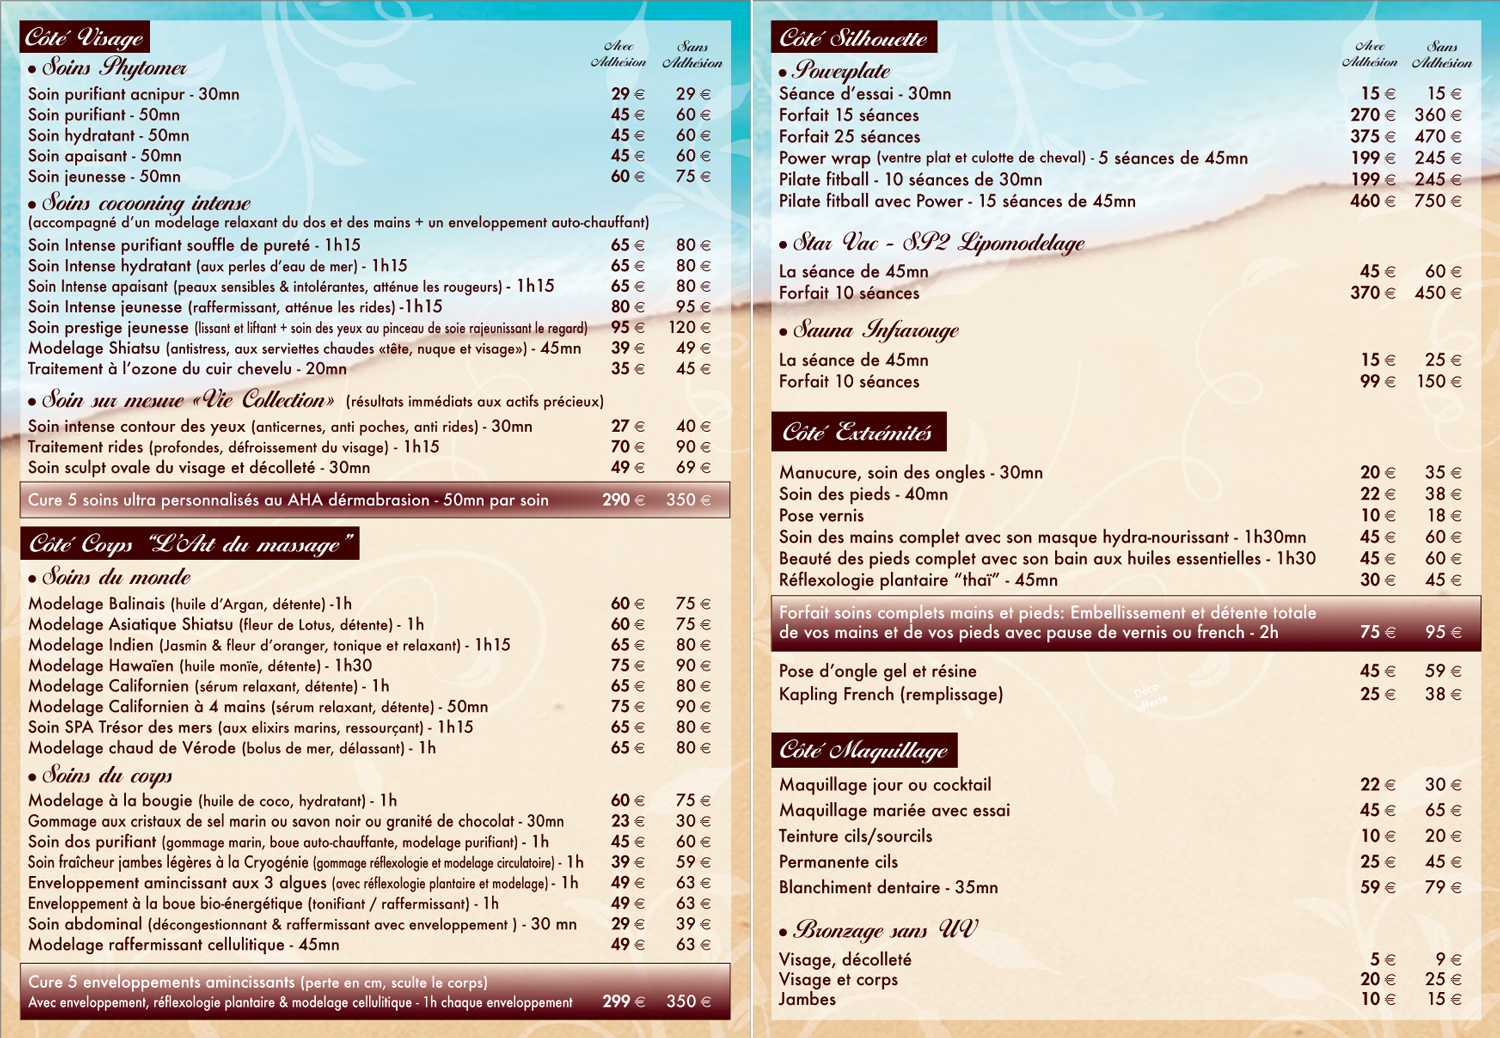 Côté Visage
Avec Adhésion Sans Adhésion
• Soins Phytomer
Soin purifiant acnipur - 30mn 29 € 29 €
Soin purifiant - 50mn 45 € 60 €
Soin hydratant - 50mn 45 € 60 €
Soin apaisant - 50mn 45 € 60 €
Soin jeunesse - 50mn 60 € 75 €
• Soins cocooning intense
(accompagné d'un modelage relaxant du dos et des mains + un enveloppement auto-chauffant)
Soin Intense purifiant souffle de pureté - 1h15 65 € 80 €
Soin Intense hydratant (aux perles d'eau de mer) - 1h15 65 € 80 €
Soin Intense apaisant (peaux sensibles & intolérantes, atténue les rougeurs) - 1h15 65 € 80 €
Soin Intense jeunesse (raffermissant, atténue les rides) -1h15 80 € 95 €
Soin prestige jeunesse (lissant et liftant + soin des yeux au pinceau de soie rajeunissant le regard) 95 € 120 €
Modelage Shiatsu (antistress, aux serviettes chaudes «tête, nuque et visage») - 45mn 39 € 49 €
Traitement à l'ozone du cuir chevelu - 20mn 35 € 45 €
• Soin sur mesure «Vie Collection» (résultats immédiats aux actifs précieux)
Soin intense contour des yeux (anticernes, anti poches, anti rides) - 30mn 27 € 40 €
Traitement rides (profondes, défroissement du visage) - 1h15 70 € 90 €
Soin sculpt ovale du visage et décolleté - 30mn 49 € 69 €
Cure 5 soins ultra personnalisés au AHA dérmabrasion - 50mn par soin 290 € 350 €
Côté Corps "L'Art du massage"
• Soins du monde
Modelage Balinais (huile d'Argan, détente) -1h 60 € 75 €
Modelage Asiatique Shiatsu (fleur de Lotus, détente) - 1h 60 € 75 €
Modelage Indien (Jasmin & fleur d'oranger, tonique et relaxant) - 1h15 65 € 80 €
Modelage Hawaïen (huile monïe, détente) - 1h30 75 € 90 €
Modelage Californien (sérum relaxant, détente) - 1h 65 € 80 €
Modelage Californien à 4 mains (sérum relaxant, détente) - 50mn 75 € 90 €
Soin SPA Trésor des mers (aux elixirs marins, ressourçant) - 1h15 65 € 80 €
Modelage chaud de Vérode (bolus de mer, délassant) - 1h 65 € 80 €
• Soins du corps
Modelage à la bougie (huile de coco, hydratant) - 1h 60 € 75 €
Gommage aux cristaux de sel marin ou savon noir ou granité de chocolat - 30mn 23 € 30 €
Soin dos purifiant (gommage marin, boue auto-chauffante, modelage purifiant) - 1h 45 € 60 €
Soin fraîcheur jambes légères à la Cryogénie (gommage réflexologie et modelage circulatoire) - 1h 39 € 59 €
Enveloppement amincissant aux 3 algues (avec réflexologie plantaire et modelage) - 1h 49 € 63 €
Enveloppement à la boue bio-énergétique (tonifiant / raffermissant) - 1h 49 € 63 €
Soin abdominal (décongestionnant & raffermissant avec enveloppement ) - 30 mn 29 € 39 €
Modelage raffermissant cellulitique - 45mn 49 € 63 €
Cure 5 enveloppements amincissants (perte en cm, sculte le corps)
Avec enveloppement, réflexologie plantaire & modelage cellulitique - 1h chaque enveloppement 299 € 350 €
Côté Silhouette
Avec Adhésion Sans Adhésion
• Powerplate
Séance d'essai - 30mn 15 € 15 €
Forfait 15 séances 270 € 360 €
Forfait 25 séances 375 € 470 €
Power wrap (ventre plat et culotte de cheval) - 5 séances de 45mn 199 € 245 €
Pilate fitball - 10 séances de 30mn 199 € 245 €
Pilate fitball avec Power - 15 séances de 45mn 460 € 750 €
• Star Vac - SP2 Lipomodelage
La séance de 45mn 45 € 60 €
Forfait 10 séances 370 € 450 €
• Sauna Infrarouge
La séance de 45mn 15 € 25 €
Forfait 10 séances 99 € 150 €
Côté Extrémités
Manucure, soin des ongles - 30mn 20 € 35 €
Soin des pieds - 40mn 22 € 38 €
Pose vernis 10 € 18 €
Soin des mains complet avec son masque hydra-nourissant - 1h30mn 45 € 60 €
Beauté des pieds complet avec son bain aux huiles essentielles - 1h30 45 € 60 €
Réflexologie plantaire "thaï" - 45mn 30 € 45 €
Forfait soins complets mains et pieds: Embellissement et détente totale
de vos mains et de vos pieds avec pause de vernis ou french - 2h 75 € 95 €
Pose d'ongle gel et résine 45 € 59 €
Kapling French (remplissage) 25 € 38 €
Déco
offerte
Côté Maquillage
Maquillage jour ou cocktail 22 € 30 €
Maquillage mariée avec essai 45 € 65 €
Teinture cils/sourcils 10 € 20 €
Permanente cils 25 € 45 €
Blanchiment dentaire - 35mn 59 € 79 €
• Bronzage sans UV
Visage, décolleté 5 € 9 €
Visage et corps 20 € 25 €
Jambes 10 € 15 €